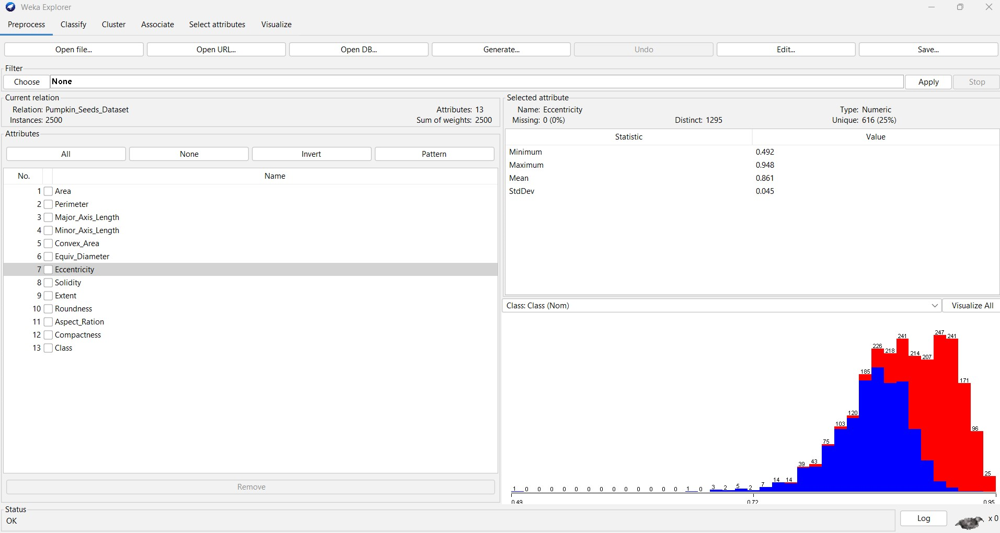 Weka Explorer
Preprocess Classify Cluster Associate Select attributes Visualize
Open file... Open URL... Open DB... Generate... Undo Edit... Save...
Filter
Choose None Apply Stop
Current relation
Relation: Pumpkin_Seeds_Dataset Attributes: 13
Instances: 2500 Sum of weights: 2500
Attributes
All None Invert Pattern
No. Name
1 Area
2 Perimeter
3 Major_Axis_Length
4 Minor_Axis_Length
5 Convex_Area
6 Equiv_Diameter
7 Eccentricity
8 Solidity
9 Extent
10 Roundness
11 Aspect_Ration
12 Compactness
13 Class
Remove
Selected attribute
Name: Eccentricity Type: Numeric
Missing: 0 (0%) Distinct: 1295 Unique: 616 (25%)
Statistic Value
Minimum 0.492
Maximum 0.948
Mean 0.861
StdDev 0.045
Class: Class (Nom) Visualize All
1 0 0 0 0 0 0 0 0 0 0 0 0 0 1 0 3 2 5 2 7 14 14 39 43 75 103 120 185 226 218 241 214 207 247 241 171 96 25
0.49 0.72 0.95
Status
OK
Log x 0